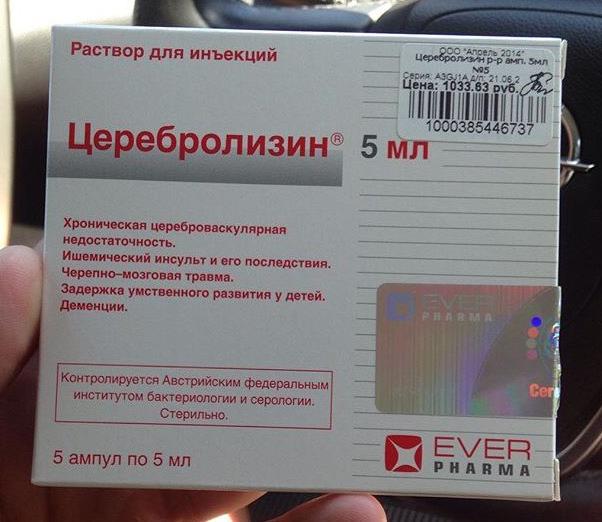 Раствор для инъекций
ООО "Апрель 2014"
Церебролизин р-р амп. 5мл
№5
Серия: A3GJ1A д/п: 21.06.2
Цена: 1033.63 руб.
1000385446737
Церебролизин® 5 мл
Хроническая цереброваскулярная
недостаточность.
Ишемический инсульт и его последствия.
Черепно–мозговая травма.
Задержка умственного развития у детей.
Деменции.
EVER
PHARMA
Cer
Контролируется Австрийским федеральным
институтом бактериологии и серологии.
Стерильно.
5 ампул по 5 мл
EVER
PHARMA